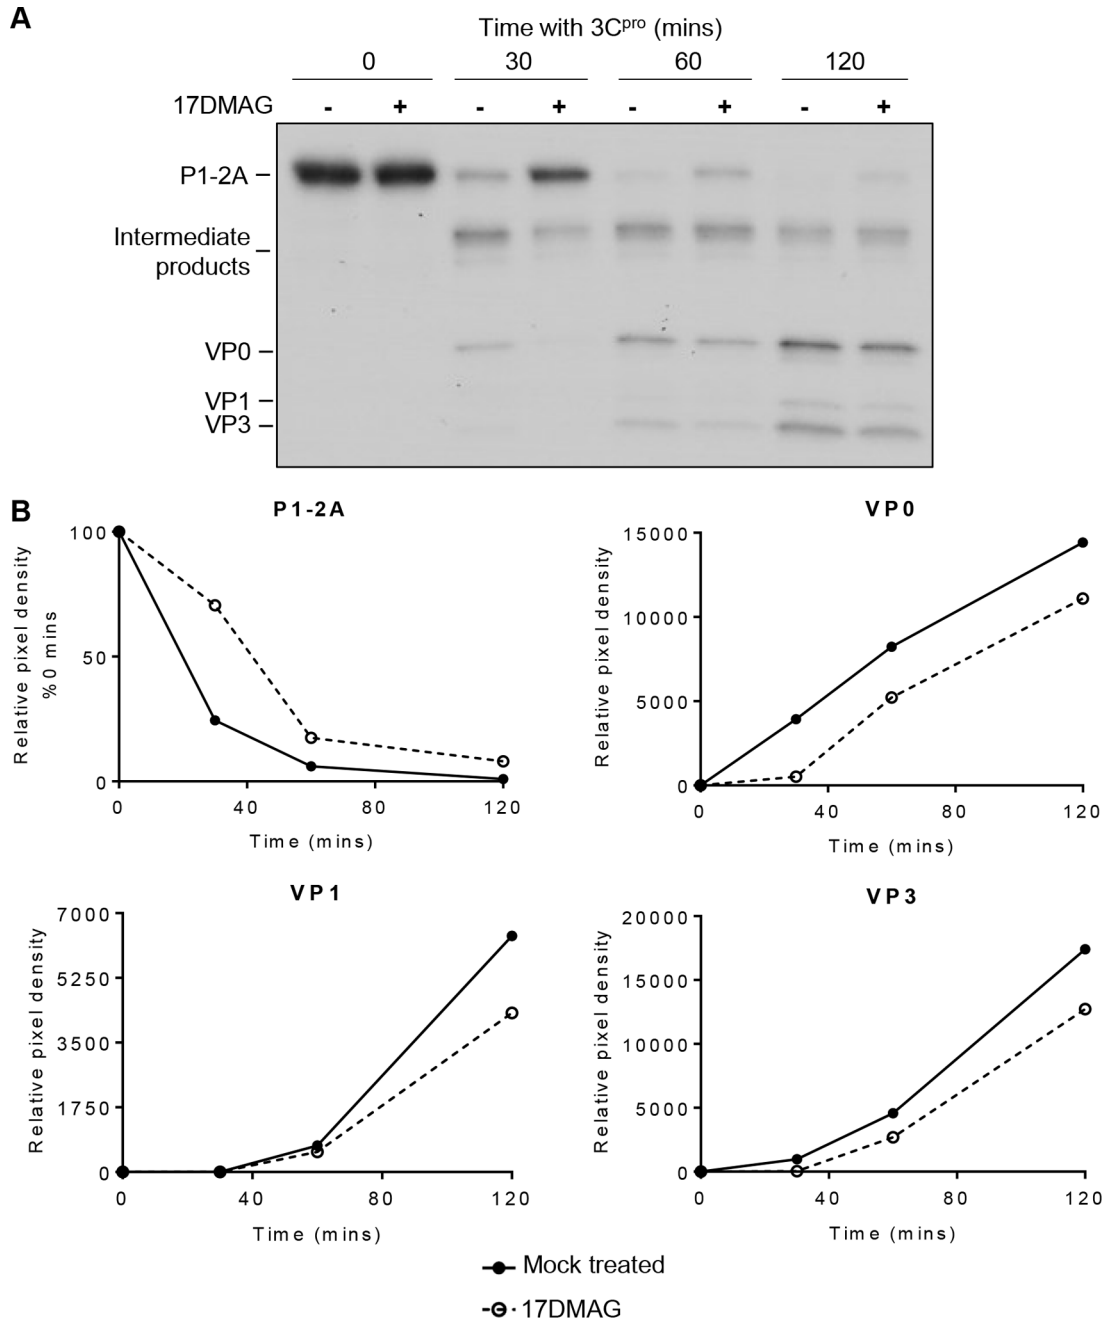 A
Time with 3Cᵖʳᵒ (mins)
0 30 60 120
17DMAG - + - + - + - +
P1-2A
Intermediate
products
VP0
VP1
VP3
B
P1-2A
Relative pixel density
%0 mins
100
50
0
0 40 80 120
Time (mins)
VP0
Relative pixel density
15000
10000
5000
0
0 40 80 120
Time (mins)
VP1
Relative pixel density
7000
5250
3500
1750
0
0 40 80 120
Time (mins)
VP3
Relative pixel density
20000
15000
10000
5000
0
0 40 80 120
Time (mins)
Mock treated
17DMAG